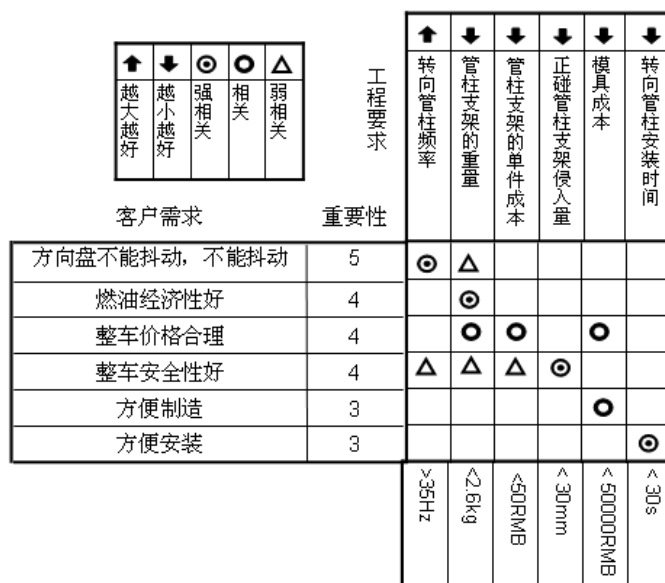 越大越好
越小越好
强相关
相关
弱相关
工程要求
转向管柱频率
管柱支架的重量
管柱支架的单件成本
正碰管柱支架侵入量
模具成本
转向管柱安装时间
客户需求
重要性
方向盘不能抖动，不能抖动 5
燃油经济性好 4
整车价格合理 4
整车安全性好 4
方便制造 3
方便安装 3
>35Hz
<2.6kg
<50RMB
< 30mm
< 50000RMB
< 30s